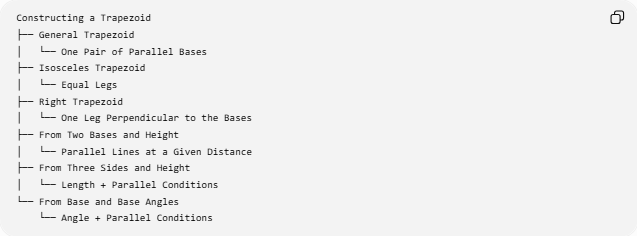 Constructing a Trapezoid
├── General Trapezoid
│   └── One Pair of Parallel Bases
├── Isosceles Trapezoid
│   └── Equal Legs
├── Right Trapezoid
│   └── One Leg Perpendicular to the Bases
├── From Two Bases and Height
│   └── Parallel Lines at a Given Distance
├── From Three Sides and Height
│   └── Length + Parallel Conditions
└── From Base and Base Angles
    └── Angle + Parallel Conditions